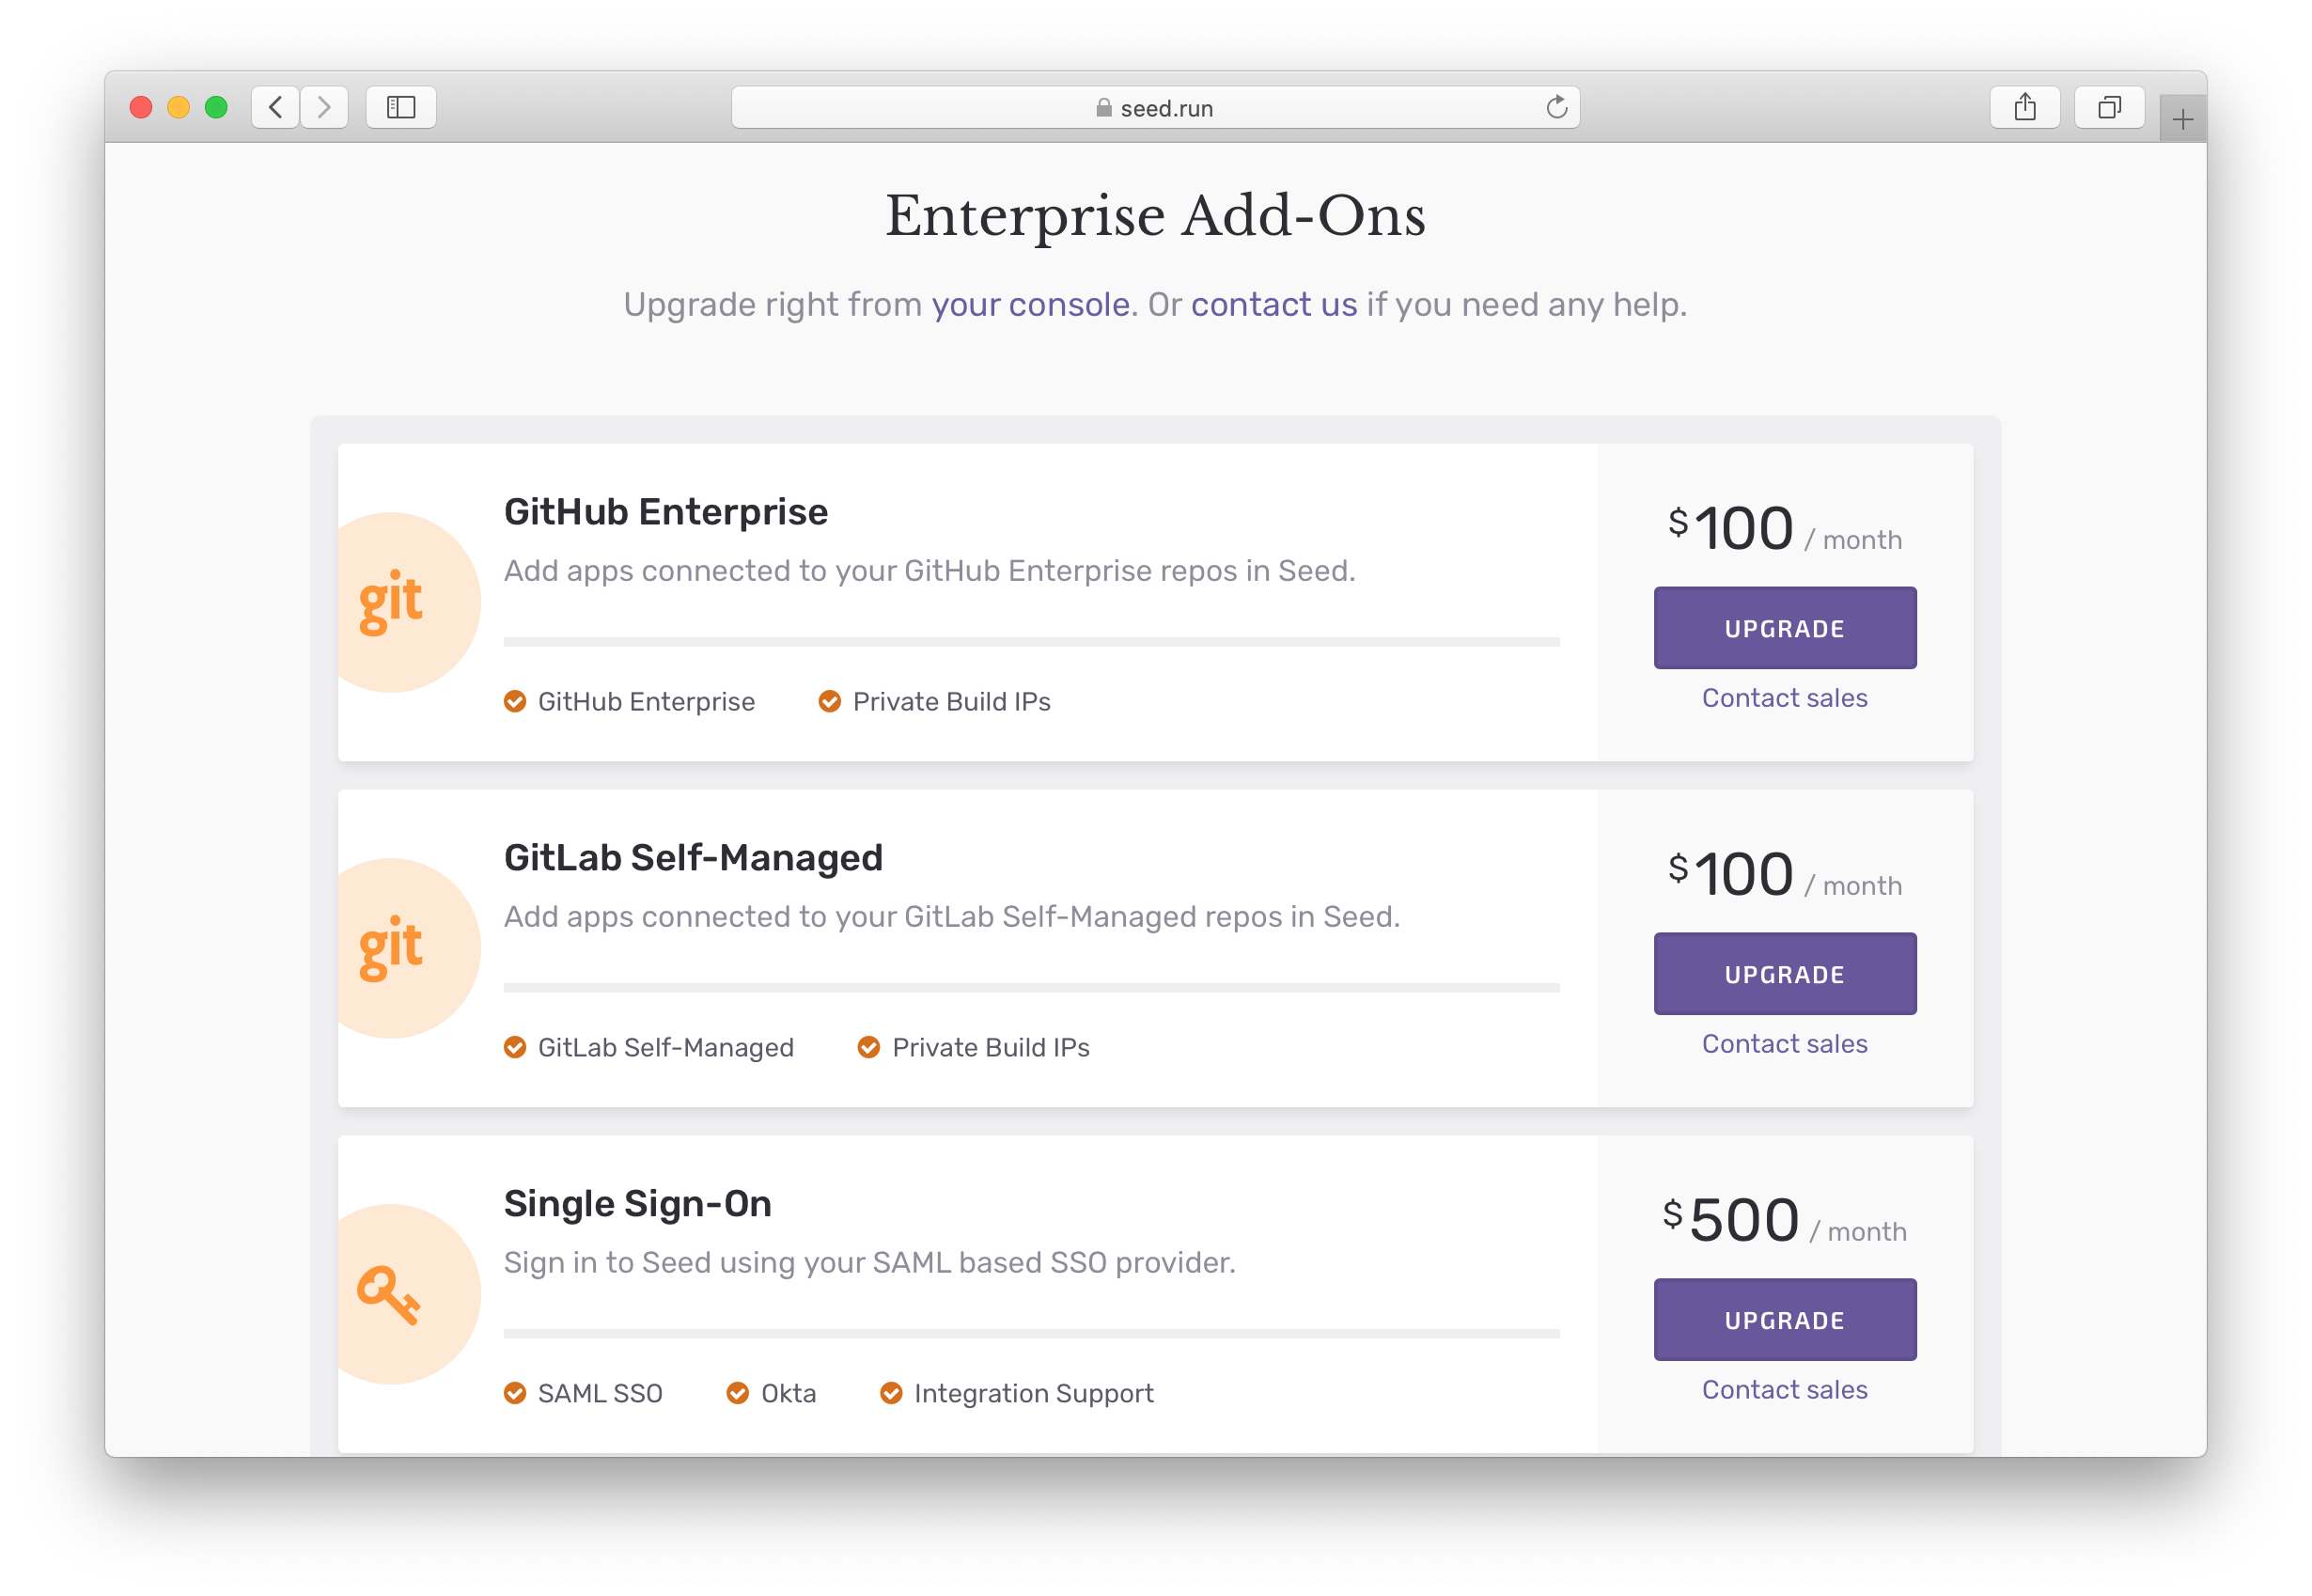 seed.run
Enterprise Add-Ons
Upgrade right from your console. Or contact us if you need any help.
git
GitHub Enterprise
Add apps connected to your GitHub Enterprise repos in Seed.
GitHub Enterprise
Private Build IPs
$100 / month
UPGRADE
Contact sales
git
GitLab Self-Managed
Add apps connected to your GitLab Self-Managed repos in Seed.
GitLab Self-Managed
Private Build IPs
$100 / month
UPGRADE
Contact sales
Single Sign-On
Sign in to Seed using your SAML based SSO provider.
SAML SSO
Okta
Integration Support
$500 / month
UPGRADE
Contact sales